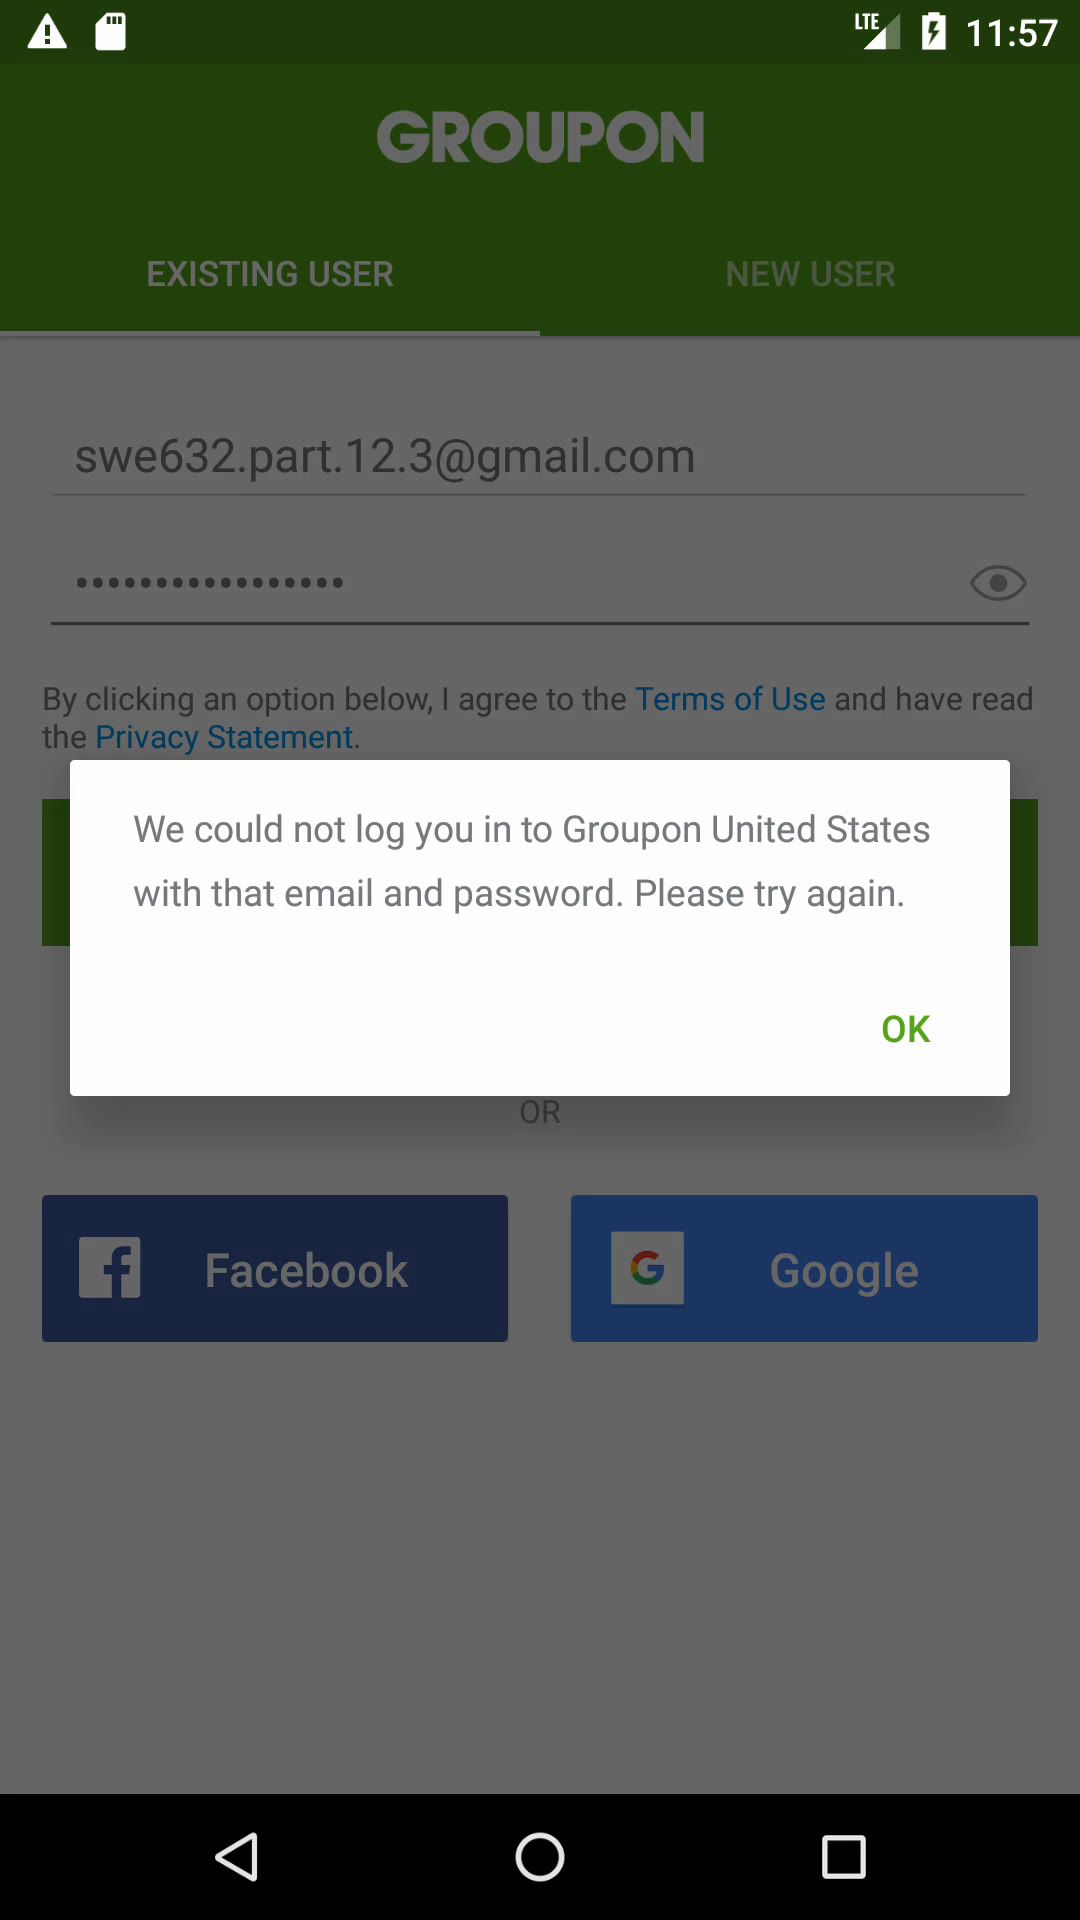 LTE 11:57
GROUPON
EXISTING USER NEW USER
swe632.part.12.3@gmail.com
•••••••••••••••••
By clicking an option below, I agree to the Terms of Use and have read
the Privacy Statement.
We could not log you in to Groupon United States
with that email and password. Please try again.
OK
OR
Facebook Google